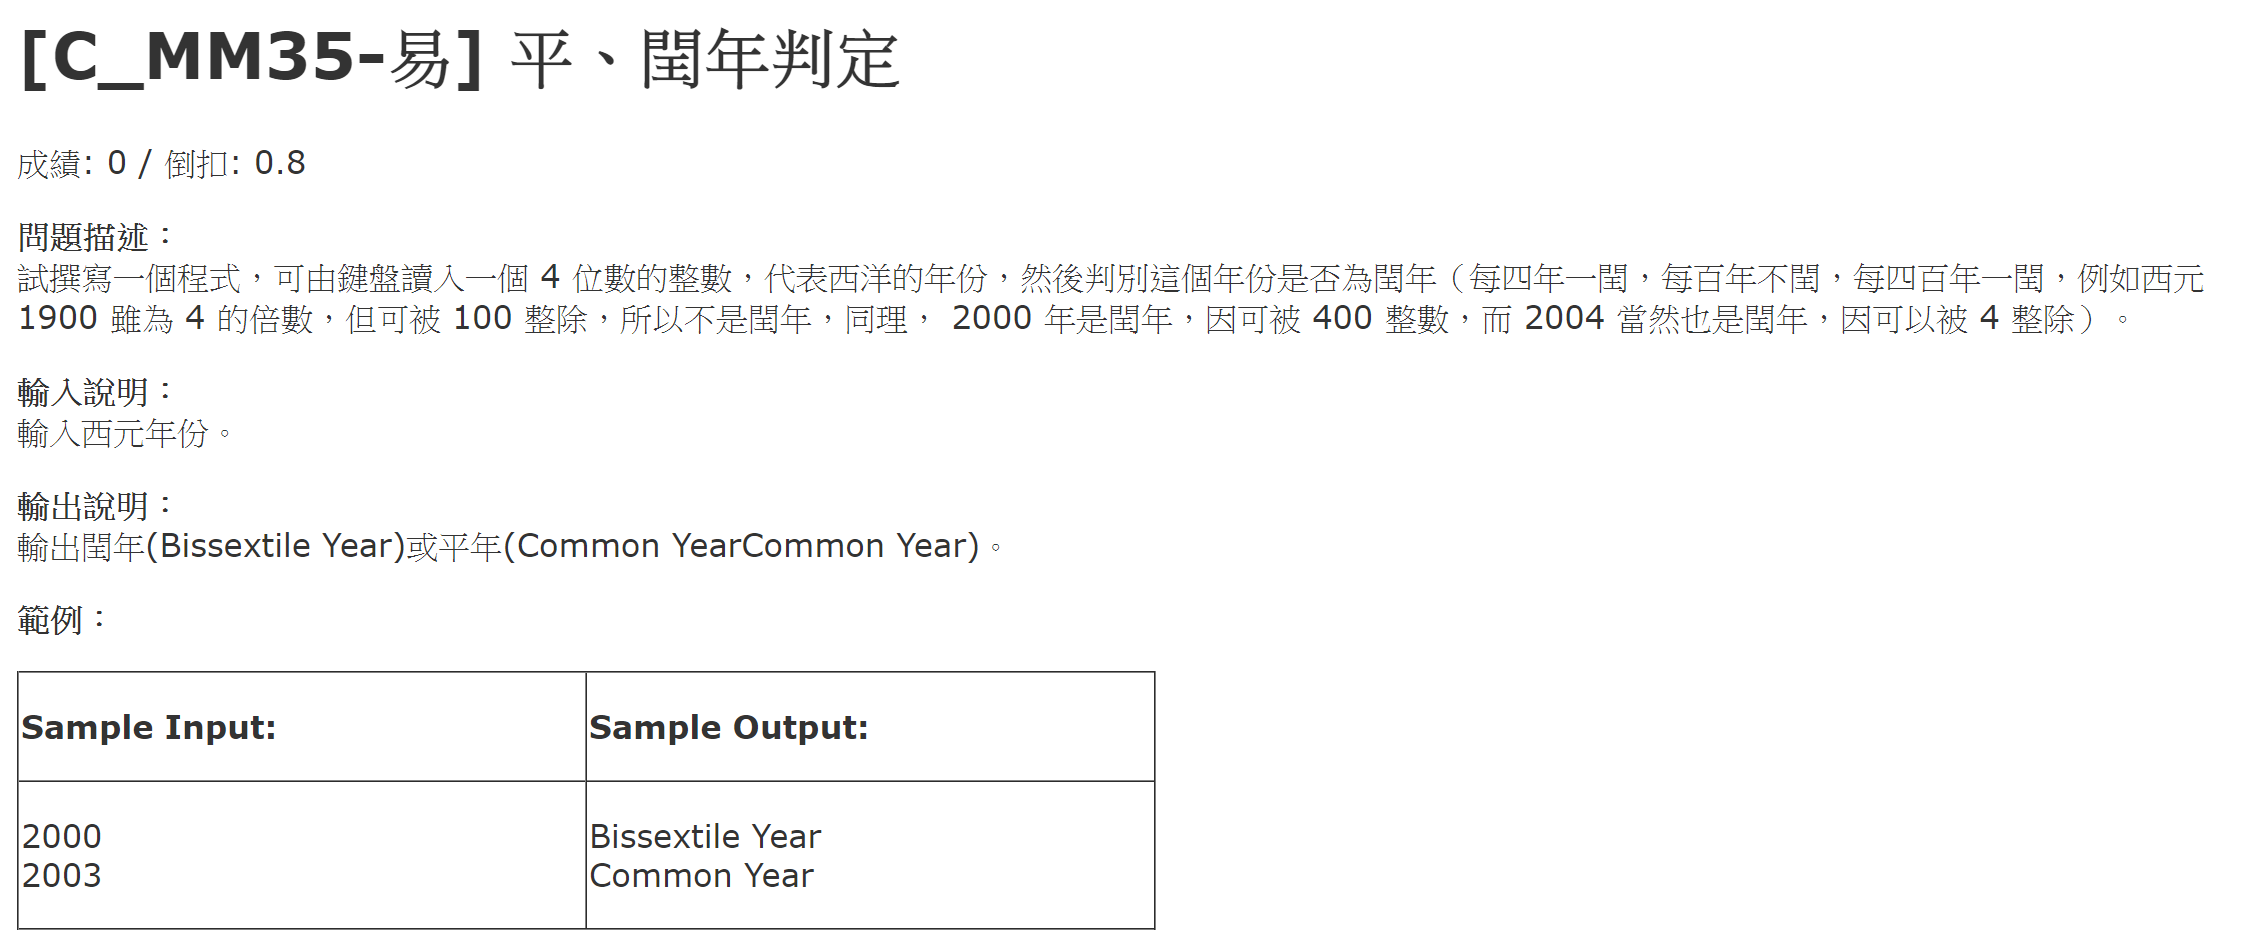 [C_MM35-易] 平、閏年判定
成績: 0 / 倒扣: 0.8
問題描述：
試撰寫一個程式，可由鍵盤讀入一個 4 位數的整數，代表西洋的年份，然後判別這個年份是否為閏年（每四年一閏，每百年不閏，每四百年一閏，例如西元
1900 雖為 4 的倍數，但可被 100 整除，所以不是閏年，同理， 2000 年是閏年，因可被 400 整數，而 2004 當然也是閏年，因可以被 4 整除）。
輸入說明：
輸入西元年份。
輸出說明：
輸出閏年(Bissextile Year)或平年(Common YearCommon Year)。
範例：
Sample Input:
Sample Output:
2000
2003
Bissextile Year
Common Year